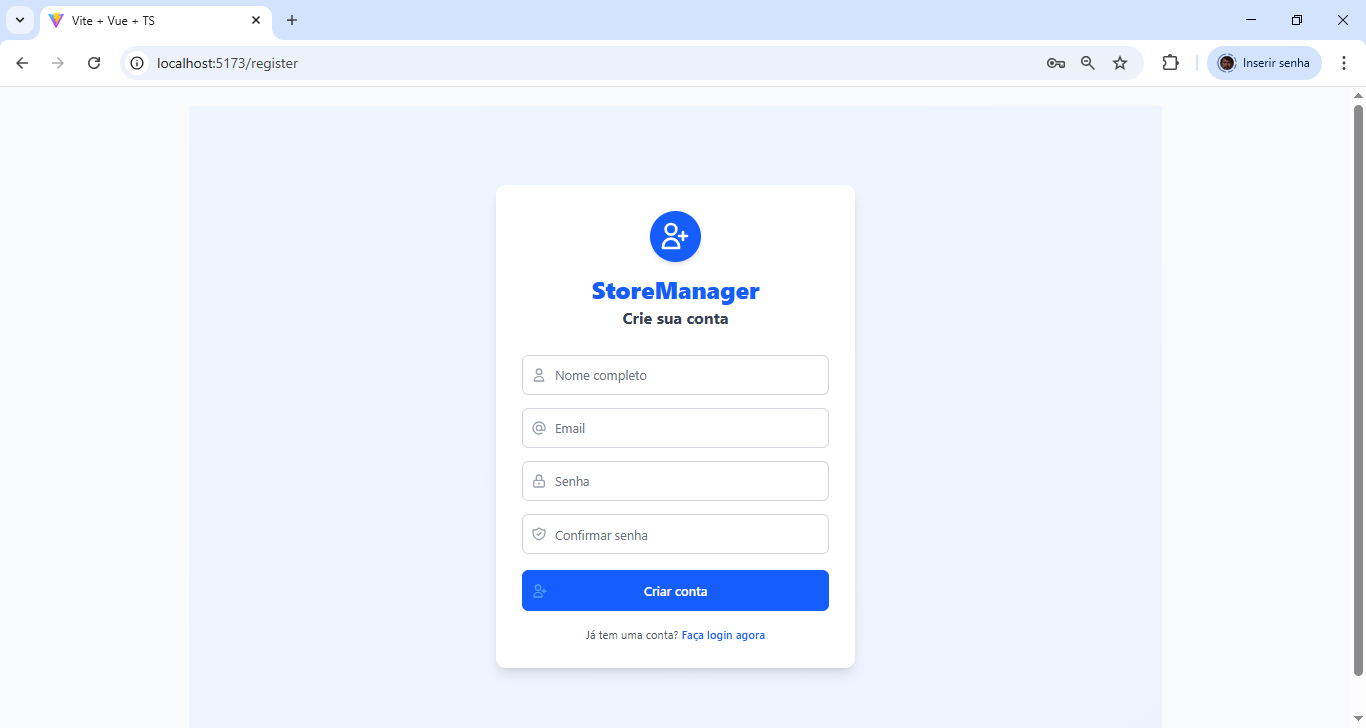 Vite + Vue + TS
localhost:5173/register
Inserir senha
StoreManager
Crie sua conta
Nome completo
Email
Senha
Confirmar senha
Criar conta
Já tem uma conta? Faça login agora